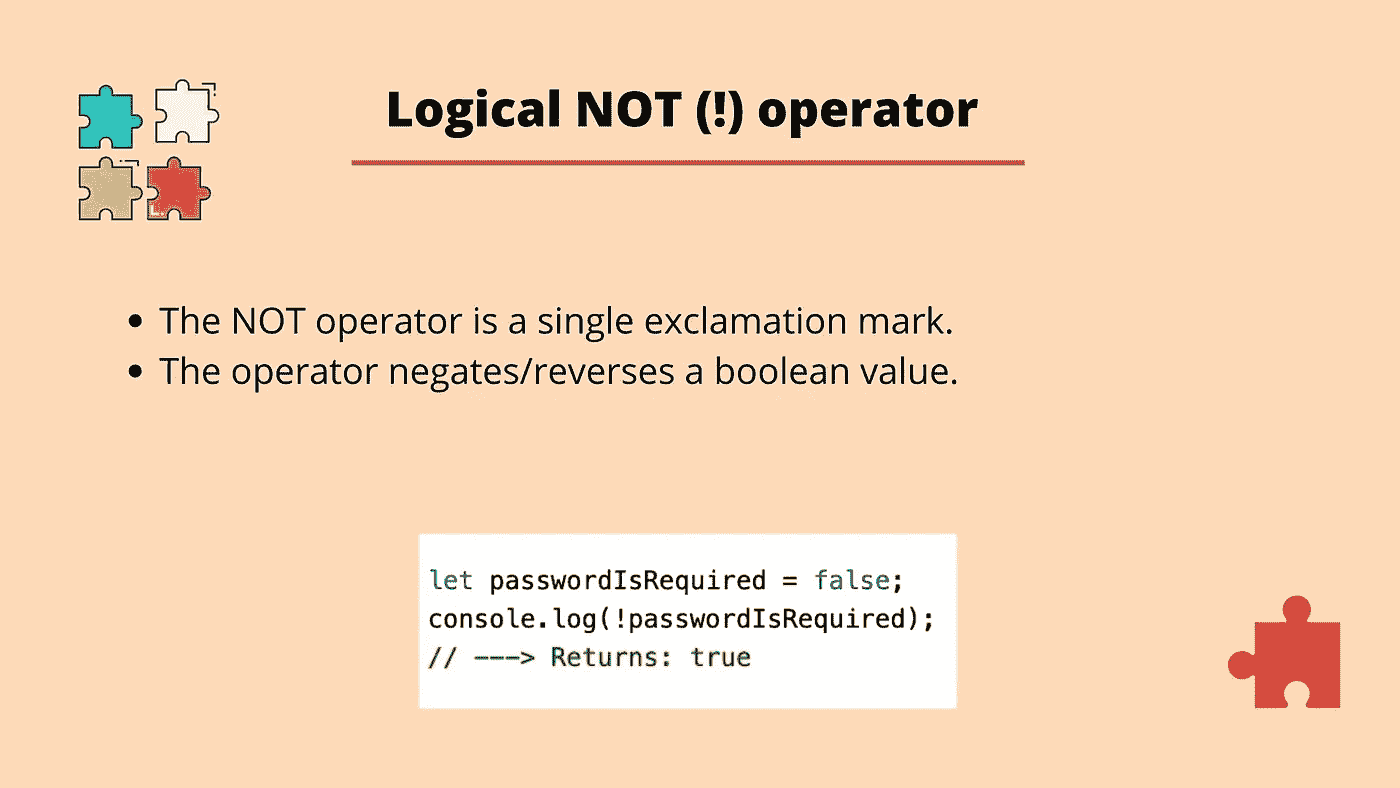 Logical NOT (!) operator
• The NOT operator is a single exclamation mark.
• The operator negates/reverses a boolean value.
let passwordIsRequired = false;
console.log(!passwordIsRequired);
// ---> Returns: true